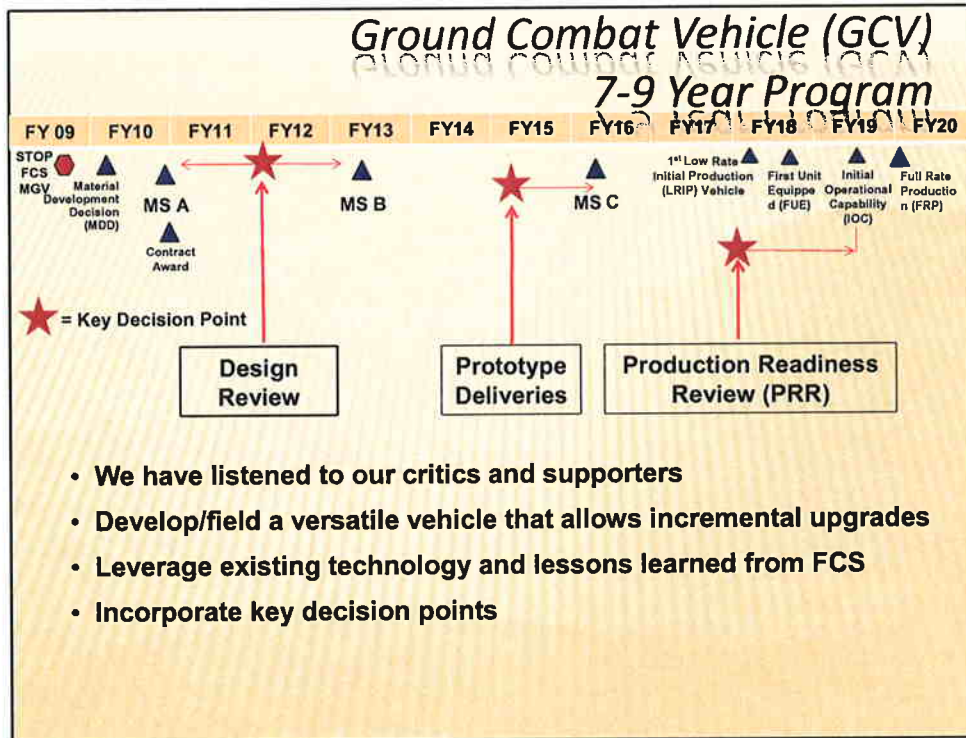 Ground Combat Vehicle (GCV)
7-9 Year Program
FY 09 FY10 FY11 FY12 FY13 FY14 FY15 FY16 FY17 FY18 FY19 FY20
STOP
FCS
MGV
Material
Development
Decision
(MDD)
MS A
Contract
Award
MS B
MS C
1st Low Rate
Initial Production
(LRIP) Vehicle
First Unit
Equippe
d (FUE)
Initial
Operational
Capability
(IOC)
Full Rate
Productio
n (FRP)
= Key Decision Point
Design
Review
Prototype
Deliveries
Production Readiness
Review (PRR)
• We have listened to our critics and supporters
• Develop/field a versatile vehicle that allows incremental upgrades
• Leverage existing technology and lessons learned from FCS
• Incorporate key decision points